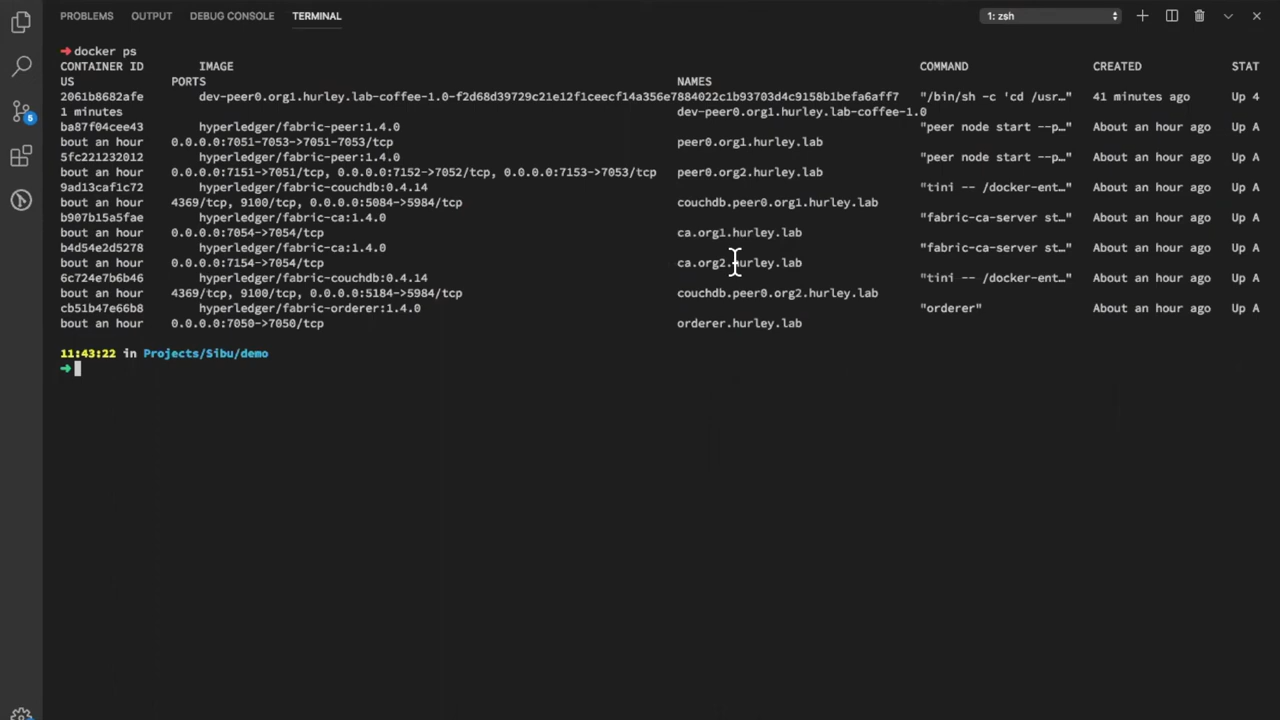 PROBLEMS OUTPUT DEBUG CONSOLE TERMINAL 1: zsh
➜ docker ps
CONTAINER ID IMAGE COMMAND CREATED STAT
US PORTS NAMES
2061b8682afe dev-peer0.org1.hurley.lab-coffee-1.0-f2d68d39729c21e12f1ceecf14a356e7884022c1b93703d4c9158b1befa6aff7 "/bin/sh -c 'cd /usr…" 41 minutes ago Up 4
1 minutes dev-peer0.org1.hurley.lab-coffee-1.0
ba87f04cee43 hyperledger/fabric-peer:1.4.0 "peer node start --p…" About an hour ago Up A
bout an hour 0.0.0.0:7051-7053->7051-7053/tcp peer0.org1.hurley.lab
5fc221232012 hyperledger/fabric-peer:1.4.0 "peer node start --p…" About an hour ago Up A
bout an hour 0.0.0.0:7151->7051/tcp, 0.0.0.0:7152->7052/tcp, 0.0.0.0:7153->7053/tcp peer0.org2.hurley.lab
9ad13caf1c72 hyperledger/fabric-couchdb:0.4.14 "tini -- /docker-ent…" About an hour ago Up A
bout an hour 4369/tcp, 9100/tcp, 0.0.0.0:5084->5984/tcp couchdb.peer0.org1.hurley.lab
b907b15a5fae hyperledger/fabric-ca:1.4.0 "fabric-ca-server st…" About an hour ago Up A
bout an hour 0.0.0.0:7054->7054/tcp ca.org1.hurley.lab
b4d54e2d5278 hyperledger/fabric-ca:1.4.0 "fabric-ca-server st…" About an hour ago Up A
bout an hour 0.0.0.0:7154->7054/tcp ca.org2.hurley.lab
6c724e7b6b46 hyperledger/fabric-couchdb:0.4.14 "tini -- /docker-ent…" About an hour ago Up A
bout an hour 4369/tcp, 9100/tcp, 0.0.0.0:5184->5984/tcp couchdb.peer0.org2.hurley.lab
cb51b47e66b8 hyperledger/fabric-orderer:1.4.0 "orderer" About an hour ago Up A
bout an hour 0.0.0.0:7050->7050/tcp orderer.hurley.lab
11:43:22 in Projects/Sibu/demo
➜
5